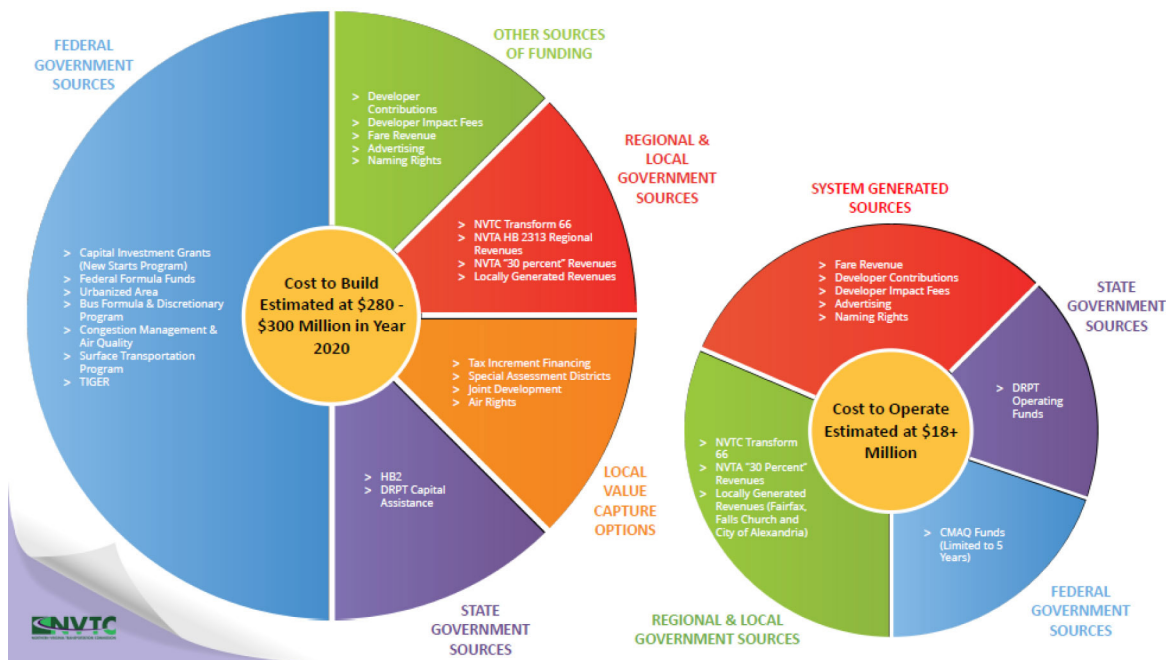 FEDERAL
GOVERNMENT
SOURCES
> Capital Investment Grants
(New Starts Program)
> Federal Formula Funds
> Urbanized Area
> Bus Formula & Discretionary
Program
> Congestion Management &
Air Quality
> Surface Transportation
Program
> TIGER
OTHER SOURCES
OF FUNDING
> Developer
Contributions
> Developer Impact Fees
> Fare Revenue
> Advertising
> Naming Rights
REGIONAL &
LOCAL
GOVERNMENT
SOURCES
> NVTC Transform 66
> NVTA HB 2313 Regional
Revenues
> NVTA "30 percent" Revenues
> Locally Generated Revenues
Cost to Build
Estimated at $280 -
$300 Million in Year
2020
> Tax Increment Financing
> Special Assessment Districts
> Joint Development
> Air Rights
LOCAL
VALUE
CAPTURE
OPTIONS
> HB2
> DRPT Capital
Assistance
STATE
GOVERNMENT
SOURCES
SYSTEM GENERATED
SOURCES
> Fare Revenue
> Developer Contributions
> Developer Impact Fees
> Advertising
> Naming Rights
STATE
GOVERNMENT
SOURCES
> DRPT
Operating
Funds
Cost to Operate
Estimated at $18+
Million
> NVTC Transform
66
> NVTA "30 Percent"
Revenues
> Locally Generated
Revenues (Fairfax,
Falls Church and
City of Alexandria)
> CMAQ Funds
(Limited to 5
Years)
REGIONAL & LOCAL
GOVERNMENT SOURCES
FEDERAL
GOVERNMENT
SOURCES
NVTC